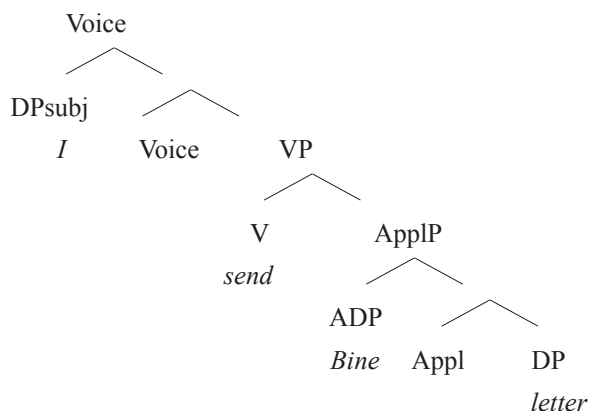 Voice
DPsubj
I Voice VP
V ApplP
send
ADP
Bine Appl DP
letter